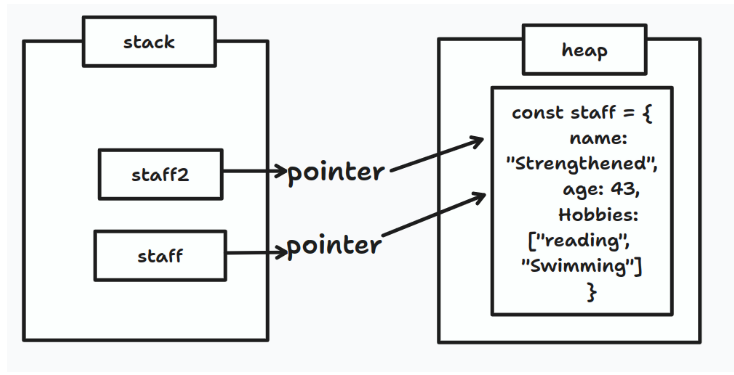 stack
heap
staff2
pointer
staff
pointer
const staff = {
name:
"Strengthened",
age: 43,
Hobbies:
["reading",
"Swimming"]
}